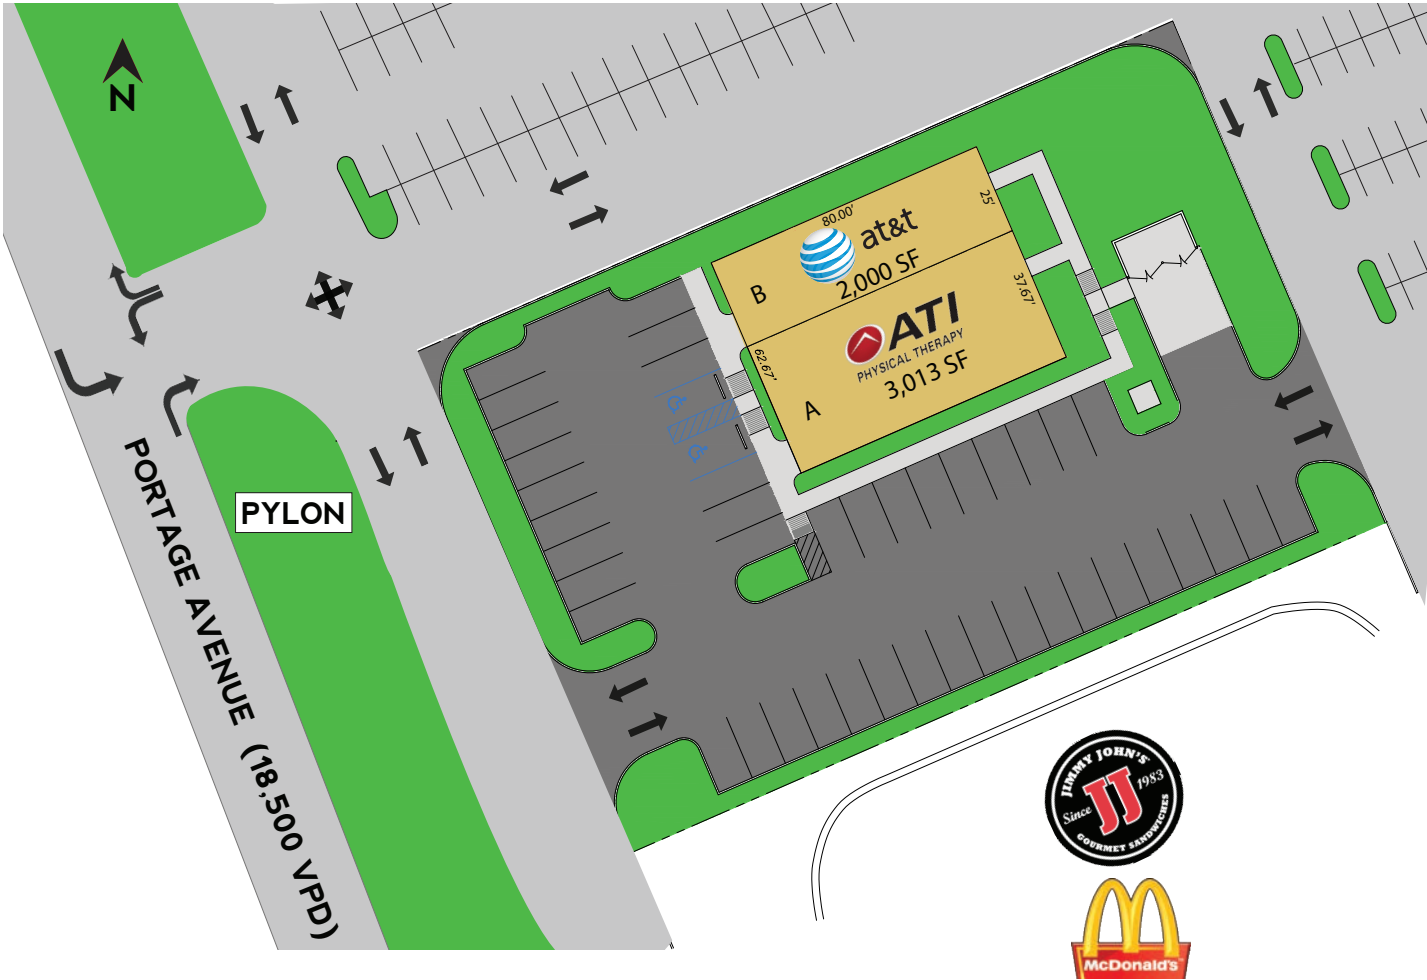 N
80.00'
25'
at&t
B
2,000 SF
37.67'
ATI
62.67'
PHYSICAL THERAPY
3,013 SF
A
PYLON
PORTAGE AVENUE (18,500 VPD)
JIMMY JOHN'S
JJ
Since 1983
GOURMET SANDWICHES
McDonald's